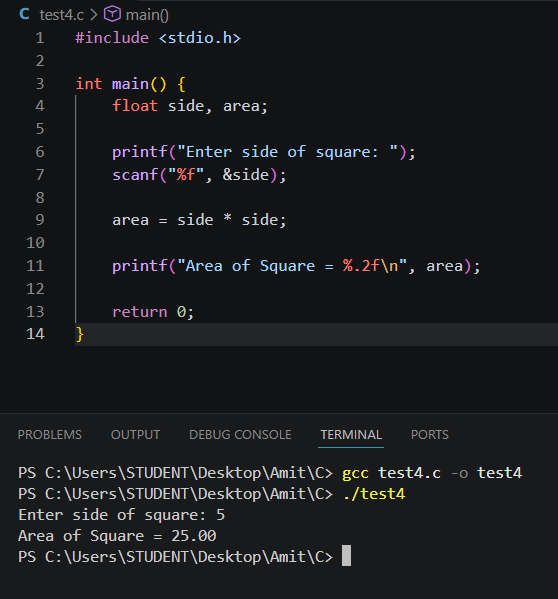 C test4.c > main()
1 #include <stdio.h>
2
3 int main() {
4     float side, area;
5
6     printf("Enter side of square: ");
7     scanf("%f", &side);
8
9     area = side * side;
10
11     printf("Area of Square = %.2f\n", area);
12
13     return 0;
14 }
PROBLEMS OUTPUT DEBUG CONSOLE TERMINAL PORTS
PS C:\Users\STUDENT\Desktop\Amit\C> gcc test4.c -o test4
PS C:\Users\STUDENT\Desktop\Amit\C> ./test4
Enter side of square: 5
Area of Square = 25.00
PS C:\Users\STUDENT\Desktop\Amit\C>